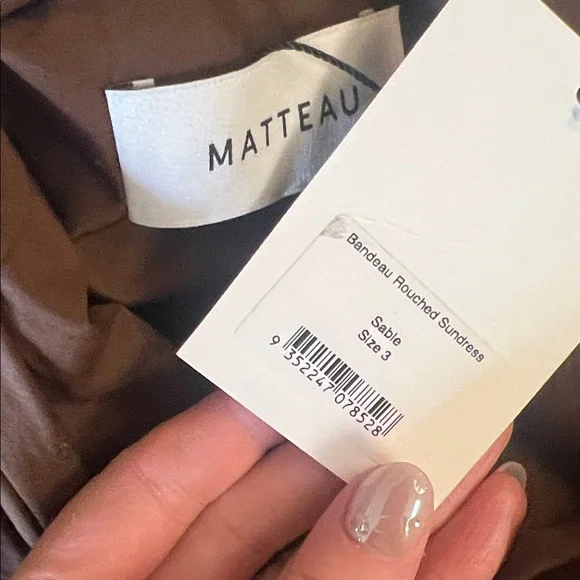 MATTEAU
Bandeau Rouched Sundress
Sable
Size 3
9 352247 078528